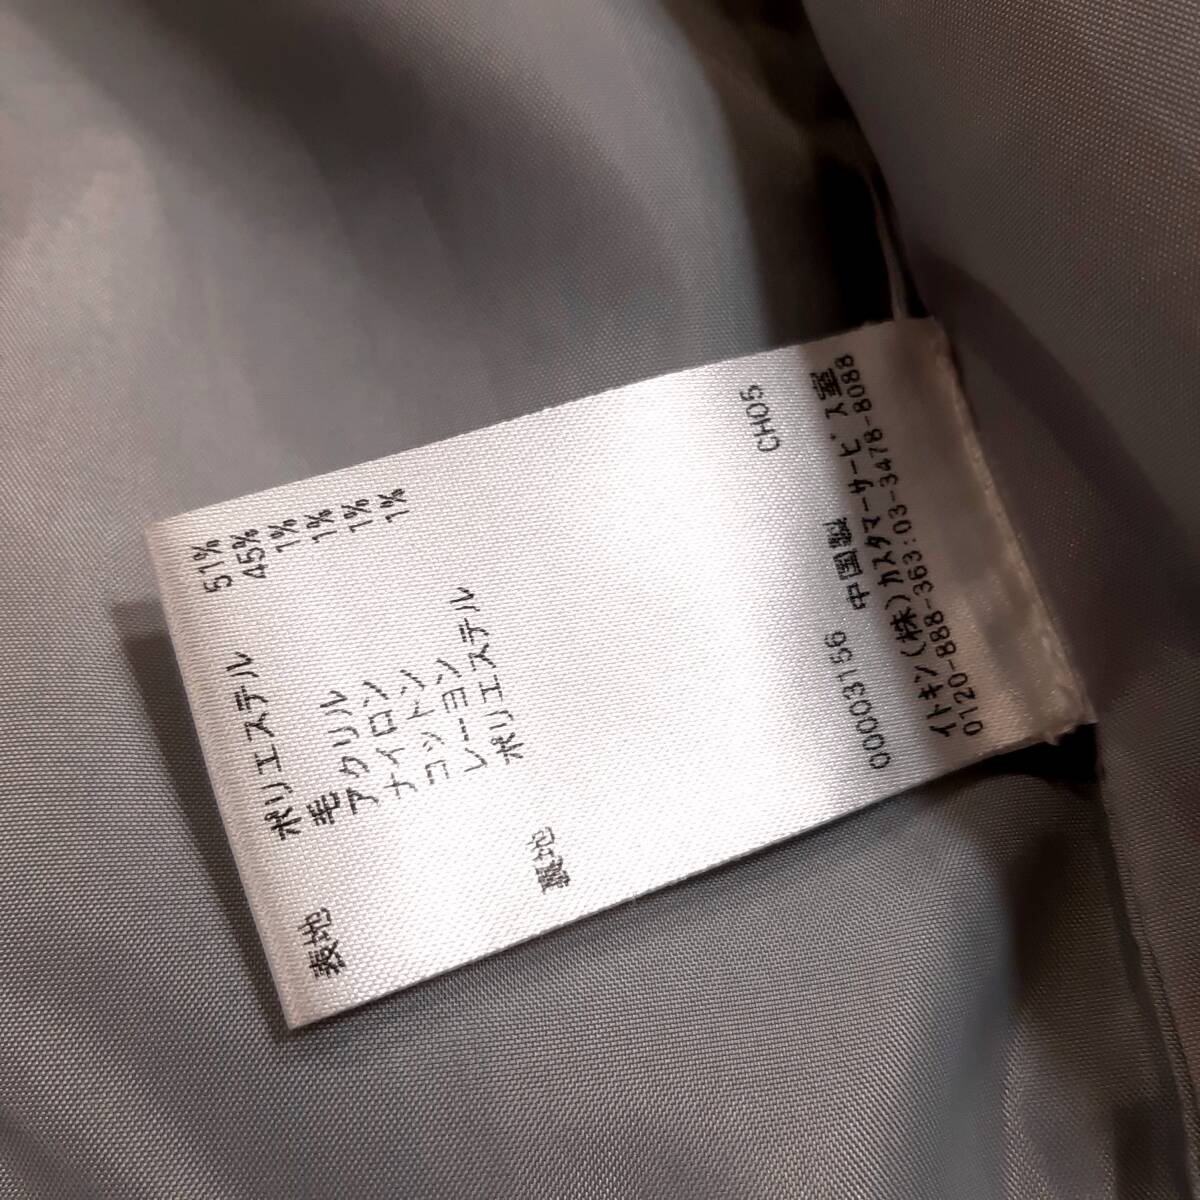 表地 ポリエステル 51%
毛 45%
アクリル 1%
ナイロン 1%
コットン 1%
レーヨン 1%
裏地 ポリエステル
CH05
00003156 中国製
イトキン(株)カスタマーサービス室
0120-888-363:03-3478-8088